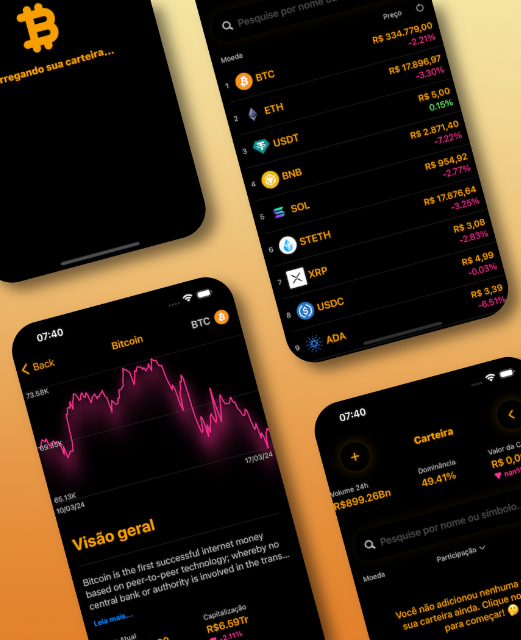 sua carteira...
Pesquise por nome ou
Moeda
Preço
1 BTC R$ 334.779,00
-2.21%
2 ETH R$ 17.896,97
-3.30%
3 USDT R$ 5,00
0.15%
4 BNB R$ 2.871,40
-7.22%
5 SOL R$ 954,92
-2.77%
6 STETH R$ 17.876,64
-3.25%
7 XRP R$ 3,08
-2.83%
8 USDC R$ 4,99
-0.03%
9 ADA R$ 3,39
-6.51%
07:40
Back
Bitcoin
BTC
73.58K
65.13K
10/03/24
17/03/24
Visão geral
Bitcoin is the first successful internet money
based on peer-to-peer technology; whereby no
central bank or authority is involved in the trans...
Leia mais...
Atual
Capitalização
R$6.59Tr
-2.11%
07:40
Carteira
Volume 24h
R$899.26Bn
Dominância
49.41%
Valor da
R$ 0,0
Pesquise por nome ou símbolo.
Moeda
Participação
Você não adicionou nenhuma
sua carteira ainda. Clique no
para começar! 🤔